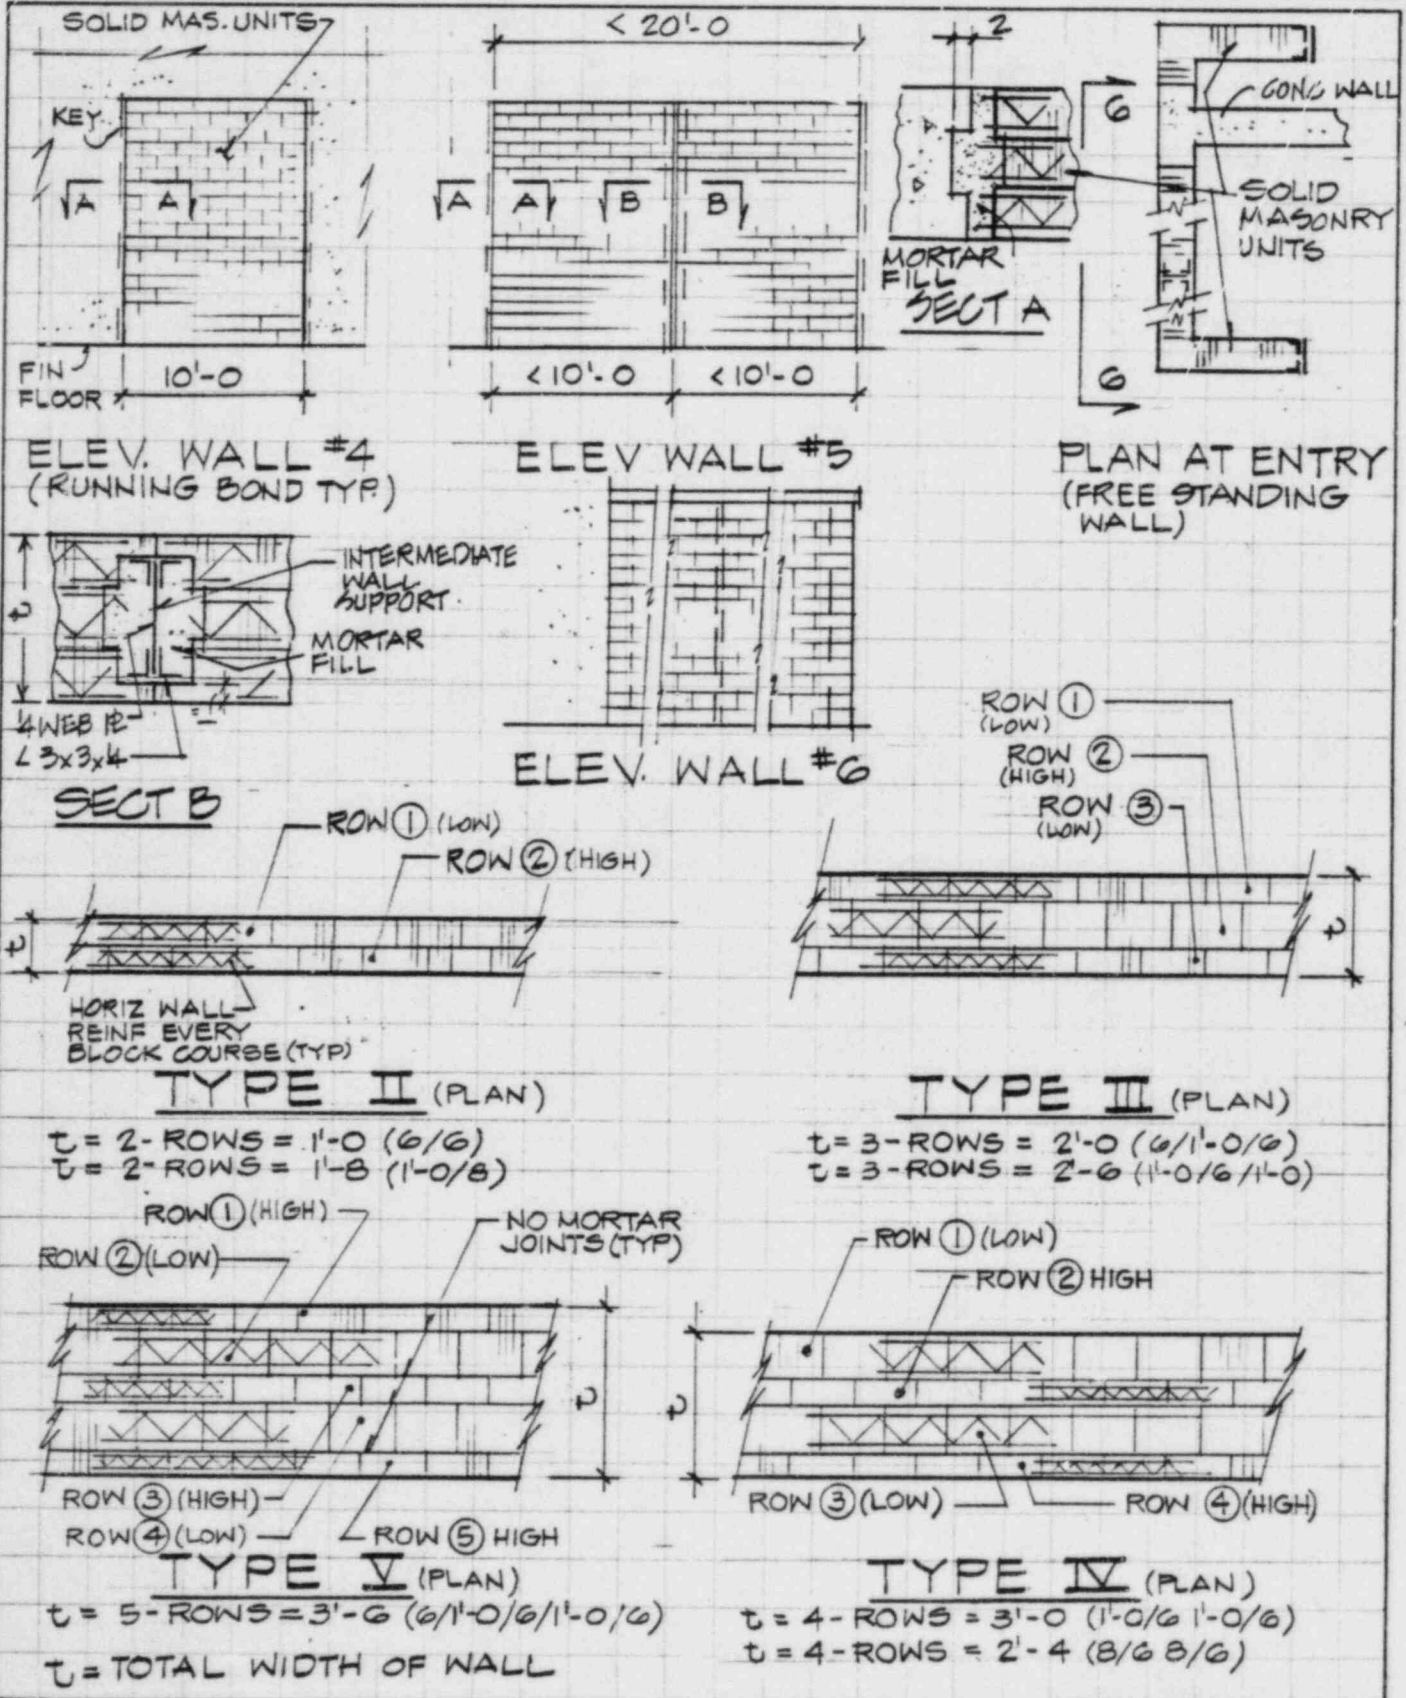 SOLID MAS. UNITS
KEY
A
A
FIN
FLOOR
10'-0
ELEV. WALL #4
(RUNNING BOND TYP.)
< 20'-0
A
A
B
B
<10'-0
<10'-0
ELEV WALL #5
2
MORTAR
FILL
SECT A
6
6
CONC WALL
SOLID
MASONRY
UNITS
PLAN AT ENTRY
(FREE STANDING
WALL)
t
INTERMEDIATE
WALL
SUPPORT
MORTAR
FILL
1/4 WEB PL
L 3x3x1/4
SECT B
ELEV. WALL #6
ROW 1 (LOW)
ROW 2 (HIGH)
t
HORIZ WALL
REINF EVERY
BLOCK COURSE (TYP)
TYPE II (PLAN)
t = 2-ROWS = 1'-0 (6/6)
t = 2-ROWS = 1'-8 (1'-0/8)
ROW 1
(LOW)
ROW 2
(HIGH)
ROW 3
(LOW)
t
TYPE III (PLAN)
t = 3-ROWS = 2'-0 (6/1'-0/6)
t = 3-ROWS = 2'-6 (1'-0/6/1'-0)
ROW 1 (HIGH)
ROW 2 (LOW)
NO MORTAR
JOINTS (TYP)
t
ROW 3 (HIGH)
ROW 4 (LOW)
ROW 5 HIGH
TYPE V (PLAN)
t = 5-ROWS = 3'-6 (6/1'-0/6/1'-0/6)
t = TOTAL WIDTH OF WALL
ROW 1 (LOW)
ROW 2 HIGH
t
ROW 3 (LOW)
ROW 4 (HIGH)
TYPE IV (PLAN)
t = 4-ROWS = 3'-0 (1'-0/6 1'-0/6)
t = 4-ROWS = 2'-4 (8/6 8/6)